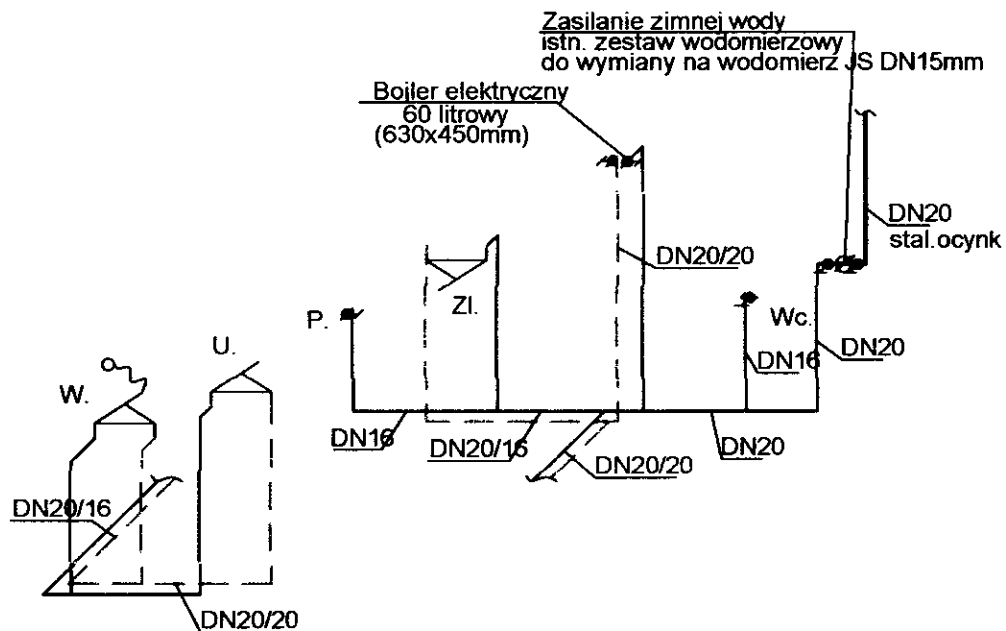 Zasilanie zimnej wody
istn. zestaw wodomierzowy
do wymiany na wodomierz JS DN15mm
Bojler elektryczny
60 litrowy
(630x450mm)
DN20
stal.ocynk
DN20/20
Zl.
P.
Wc.
DN16
DN20
U.
W.
DN16
DN20/16
DN20
DN20/20
DN20/16
DN20/20